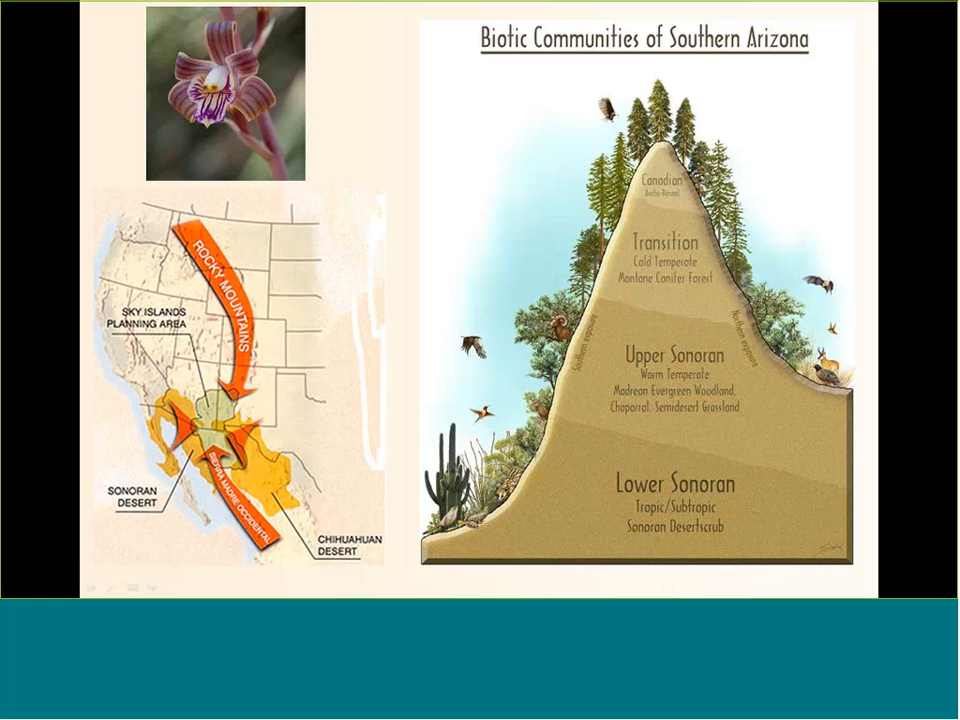 Biotic Communities of Southern Arizona
Canadian
Arctic-Boreal
Transition
Cold Temperate
Montane Conifer Forest
Southern exposure
Northern exposure
Upper Sonoran
Warm Temperate
Madrean Evergreen Woodland,
Chaparral, Semidesert Grassland
Lower Sonoran
Tropic/Subtropic
Sonoran Desertscrub
ROCKY MOUNTAINS
SKY ISLANDS
PLANNING AREA
SIERRA MADRE OCCIDENTAL
SONORAN
DESERT
CHIHUAHUAN
DESERT